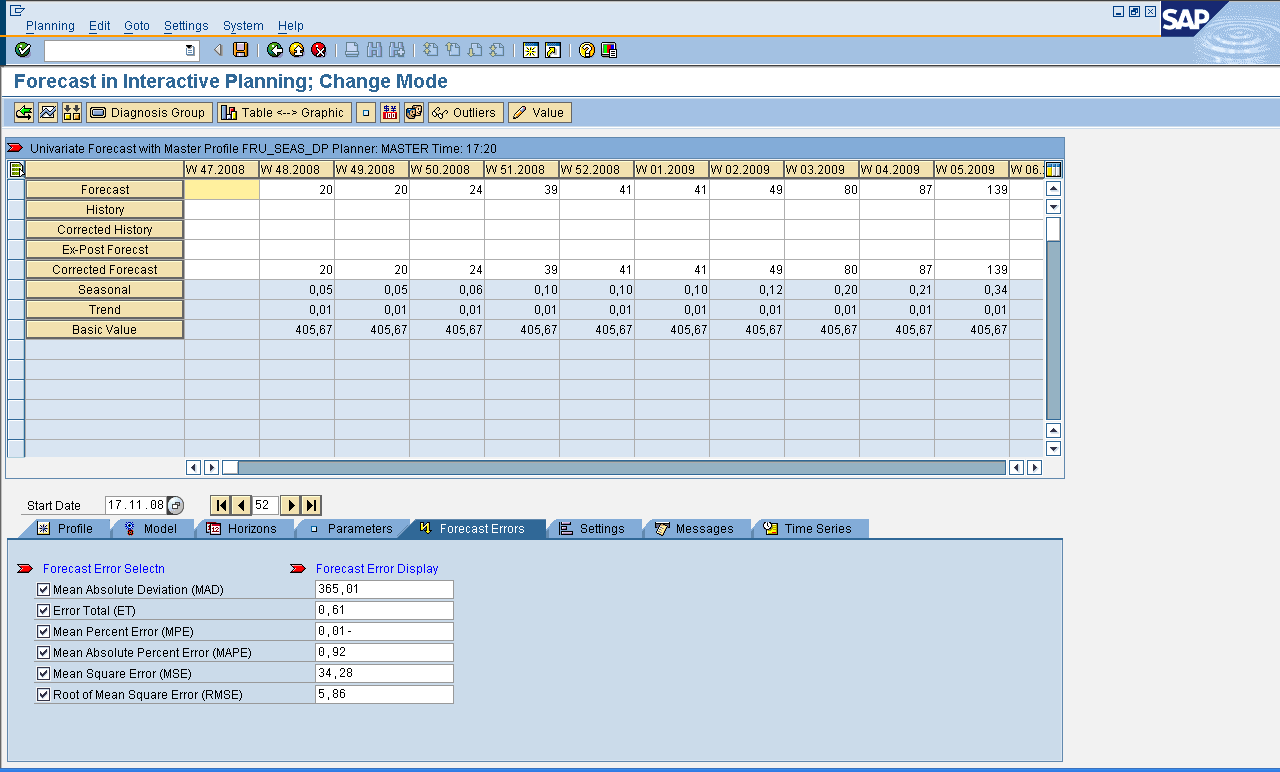 Planning Edit Goto Settings System Help
SAP
Forecast in Interactive Planning; Change Mode
Diagnosis Group Table <--> Graphic Outliers Value
Univariate Forecast with Master Profile FRU_SEAS_DP Planner: MASTER Time: 17:20
W 47.2008 W 48.2008 W 49.2008 W 50.2008 W 51.2008 W 52.2008 W 01.2009 W 02.2009 W 03.2009 W 04.2009 W 05.2009 W 06.
Forecast 20 20 24 39 41 41 49 80 87 139
History
Corrected History
Ex-Post Forecst
Corrected Forecast 20 20 24 39 41 41 49 80 87 139
Seasonal 0,05 0,05 0,06 0,10 0,10 0,10 0,12 0,20 0,21 0,34
Trend 0,01 0,01 0,01 0,01 0,01 0,01 0,01 0,01 0,01 0,01
Basic Value 405,67 405,67 405,67 405,67 405,67 405,67 405,67 405,67 405,67 405,67
Start Date 17.11.08 52
Profile Model Horizons Parameters Forecast Errors Settings Messages Time Series
Forecast Error Selectn Forecast Error Display
Mean Absolute Deviation (MAD) 365,01
Error Total (ET) 0,61
Mean Percent Error (MPE) 0,01-
Mean Absolute Percent Error (MAPE) 0,92
Mean Square Error (MSE) 34,28
Root of Mean Square Error (RMSE) 5,86